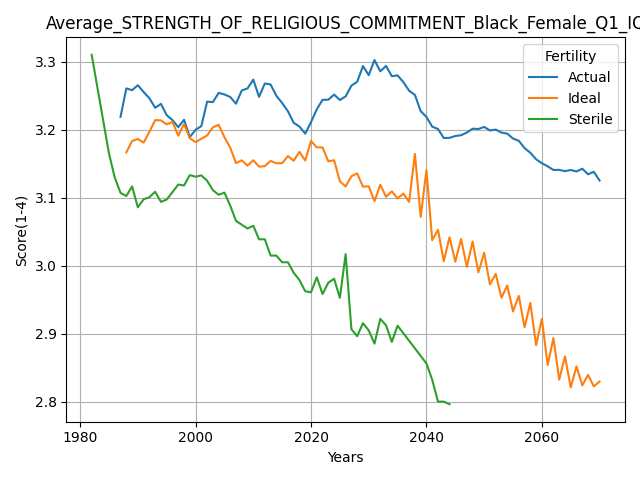 Average_STRENGTH_OF_RELIGIOUS_COMMITMENT_Black_Female_Q1_IQ
Fertility
Actual
Ideal
Sterile
Score(1-4)
3.3
3.2
3.1
3.0
2.9
2.8
1980 2000 2020 2040 2060
Years